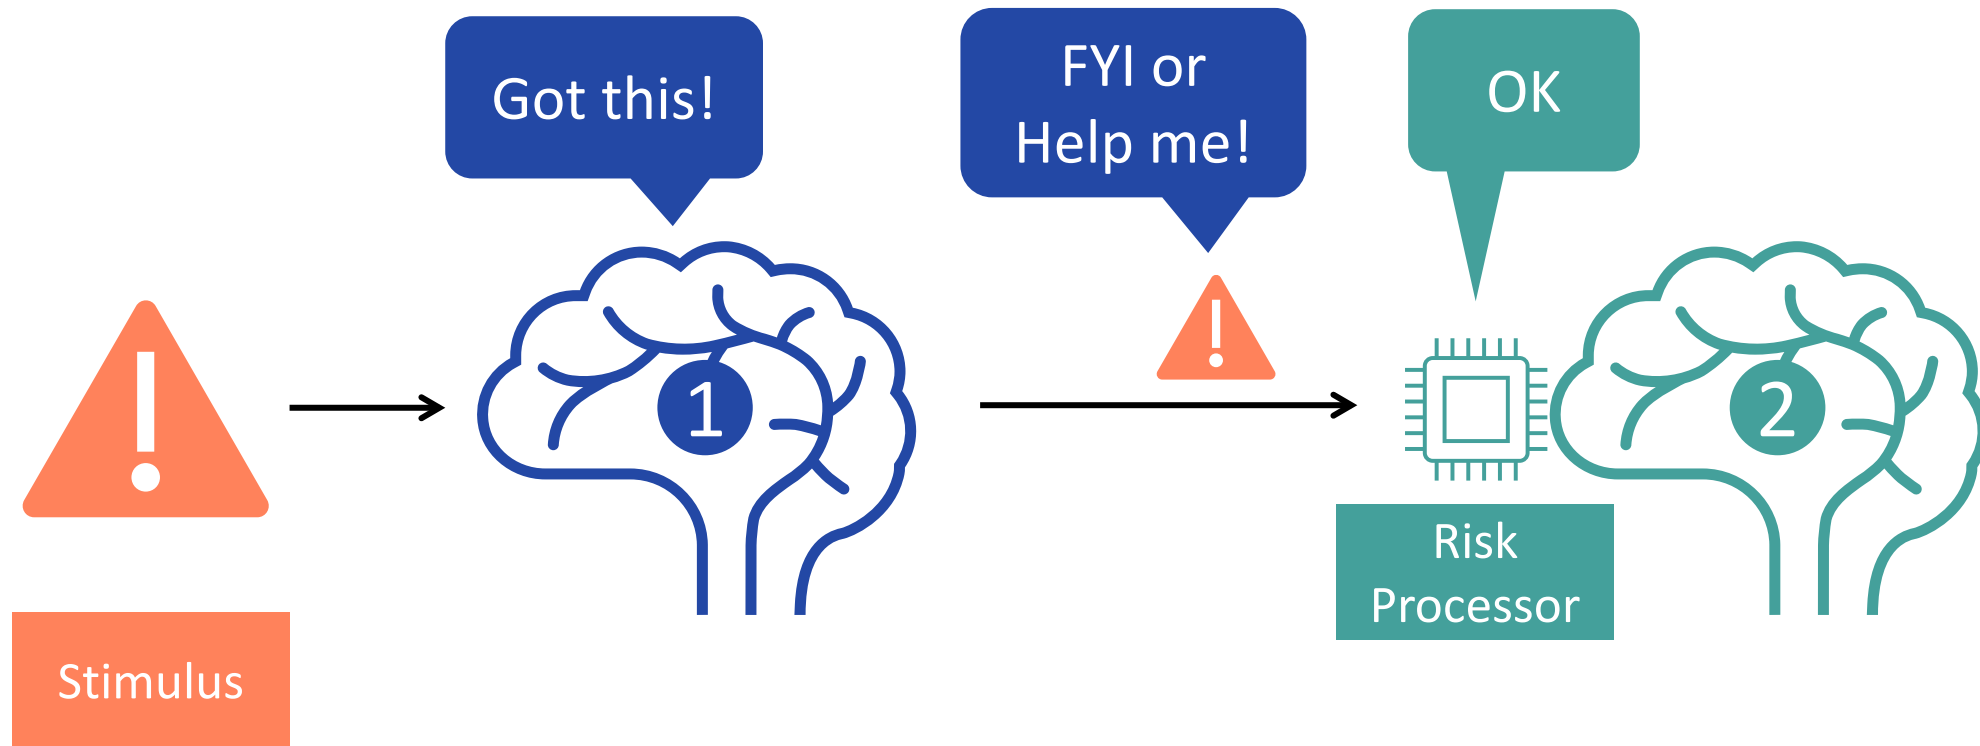 Got this!
FYI or
Help me!
OK
1
2
Risk
Processor
Stimulus